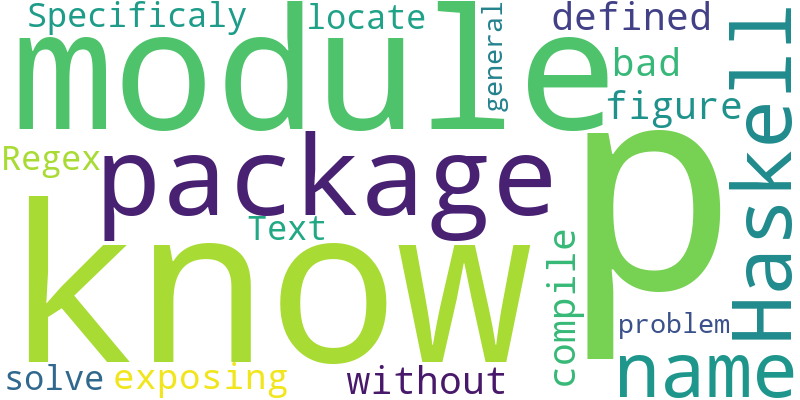 Specificaly
locate
general
defined
Haskell
module
bad
figure
Regex
package
p
Text
know
compile
problem
name
solve
exposing
without